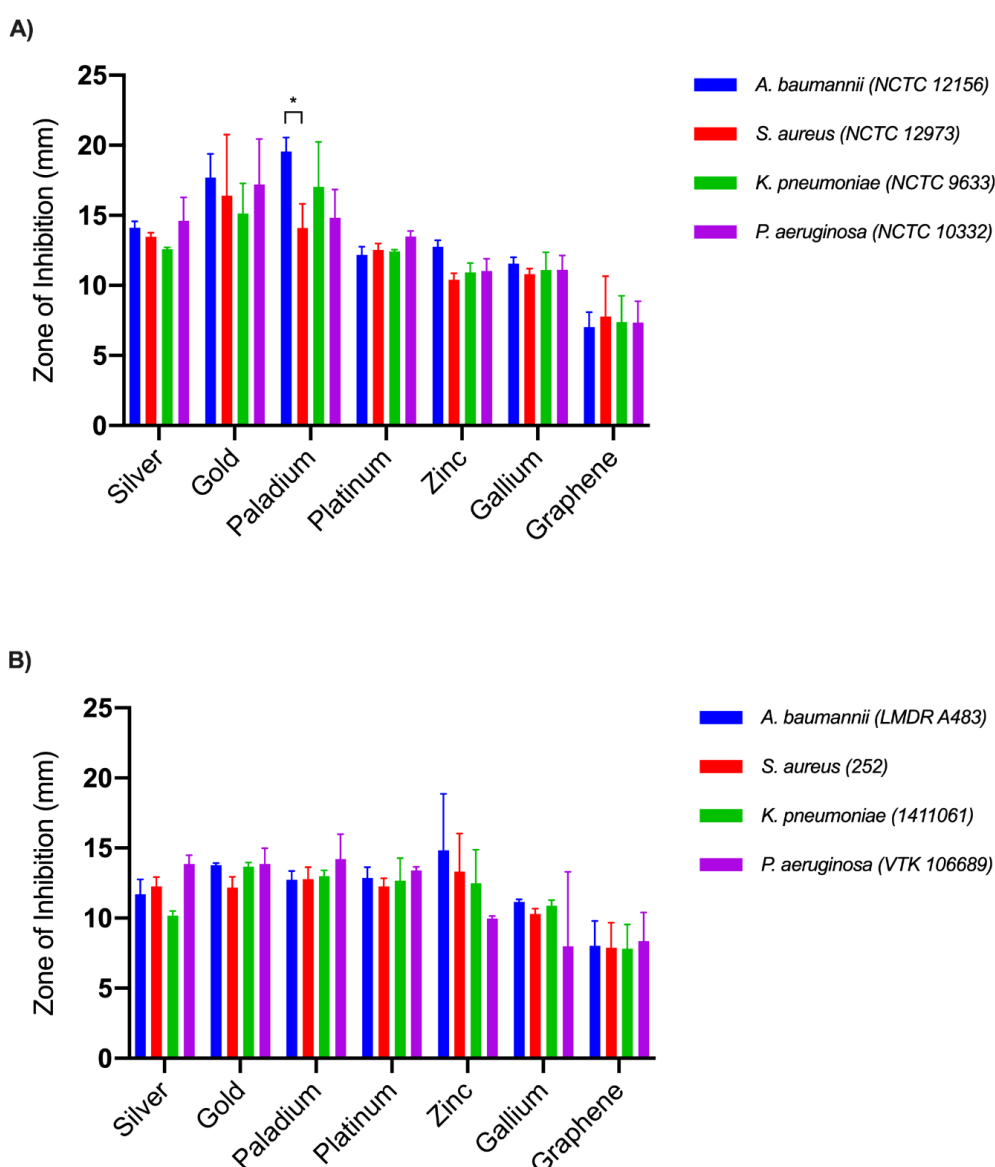 A)
25
20
15
10
5
0
Zone of Inhibition (mm)
*
Silver
Gold
Paladium
Platinum
Zinc
Gallium
Graphene
A. baumannii (NCTC 12156)
S. aureus (NCTC 12973)
K. pneumoniae (NCTC 9633)
P. aeruginosa (NCTC 10332)
B)
25
20
15
10
5
0
Zone of Inhibition (mm)
Silver
Gold
Paladium
Platinum
Zinc
Gallium
Graphene
A. baumannii (LMDR A483)
S. aureus (252)
K. pneumoniae (1411061)
P. aeruginosa (VTK 106689)